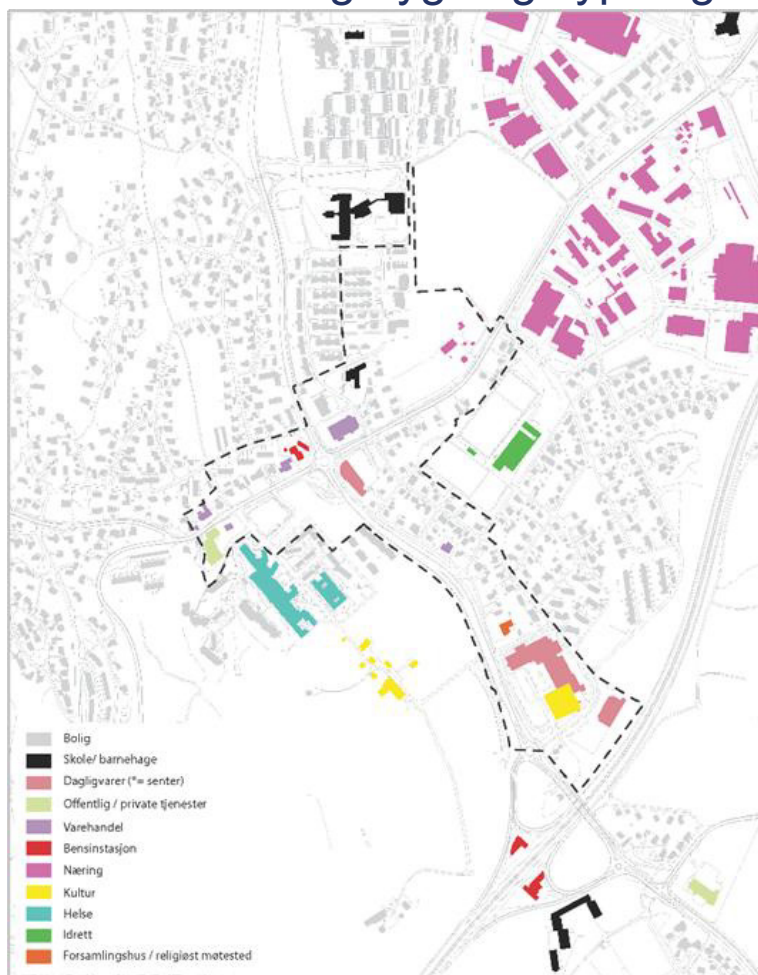 Bolig
Skole/ barnehage
Dagligvarer (*= senter)
Offentlig / private tjenester
Varehandel
Bensinstasjon
Næring
Kultur
Helse
Idrett
Forsamlingshus / religiøst møtested